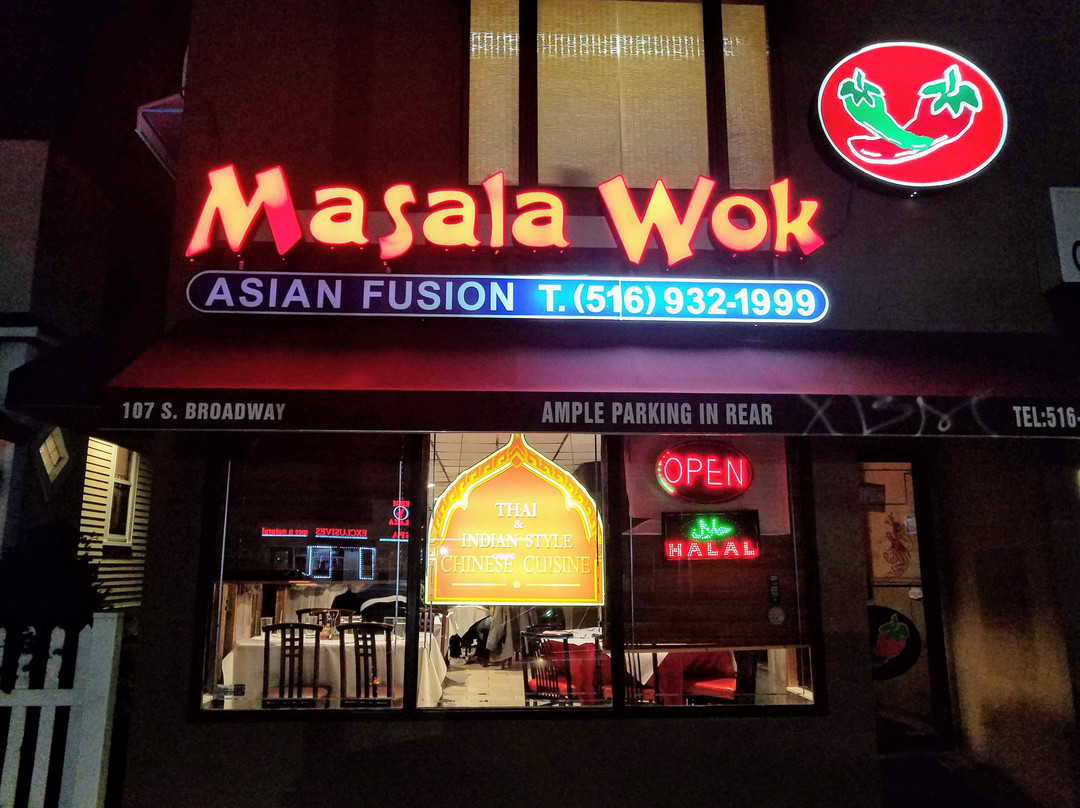 Masala Wok
ASIAN FUSION T. (516) 932-1999
107 S. BROADWAY AMPLE PARKING IN REAR TEL:516-
OPEN
THAI
&
INDIAN STYLE
CHINESE CUISINE
HALAL
EXCLUSIVES